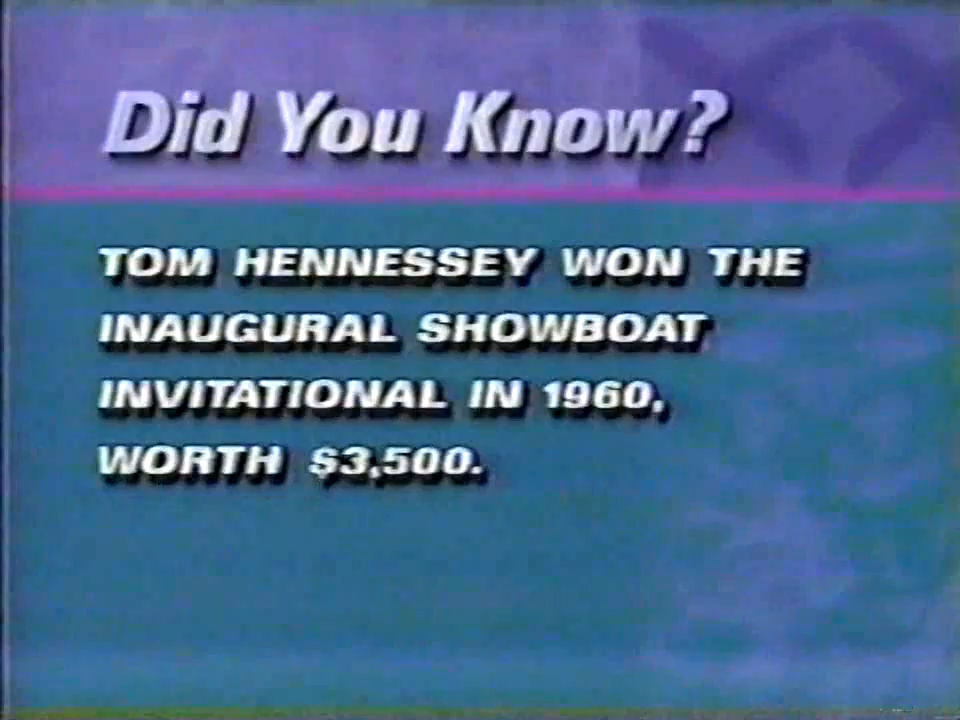 Did You Know?
TOM HENNESSEY WON THE
INAUGURAL SHOWBOAT
INVITATIONAL IN 1960,
WORTH $3,500.